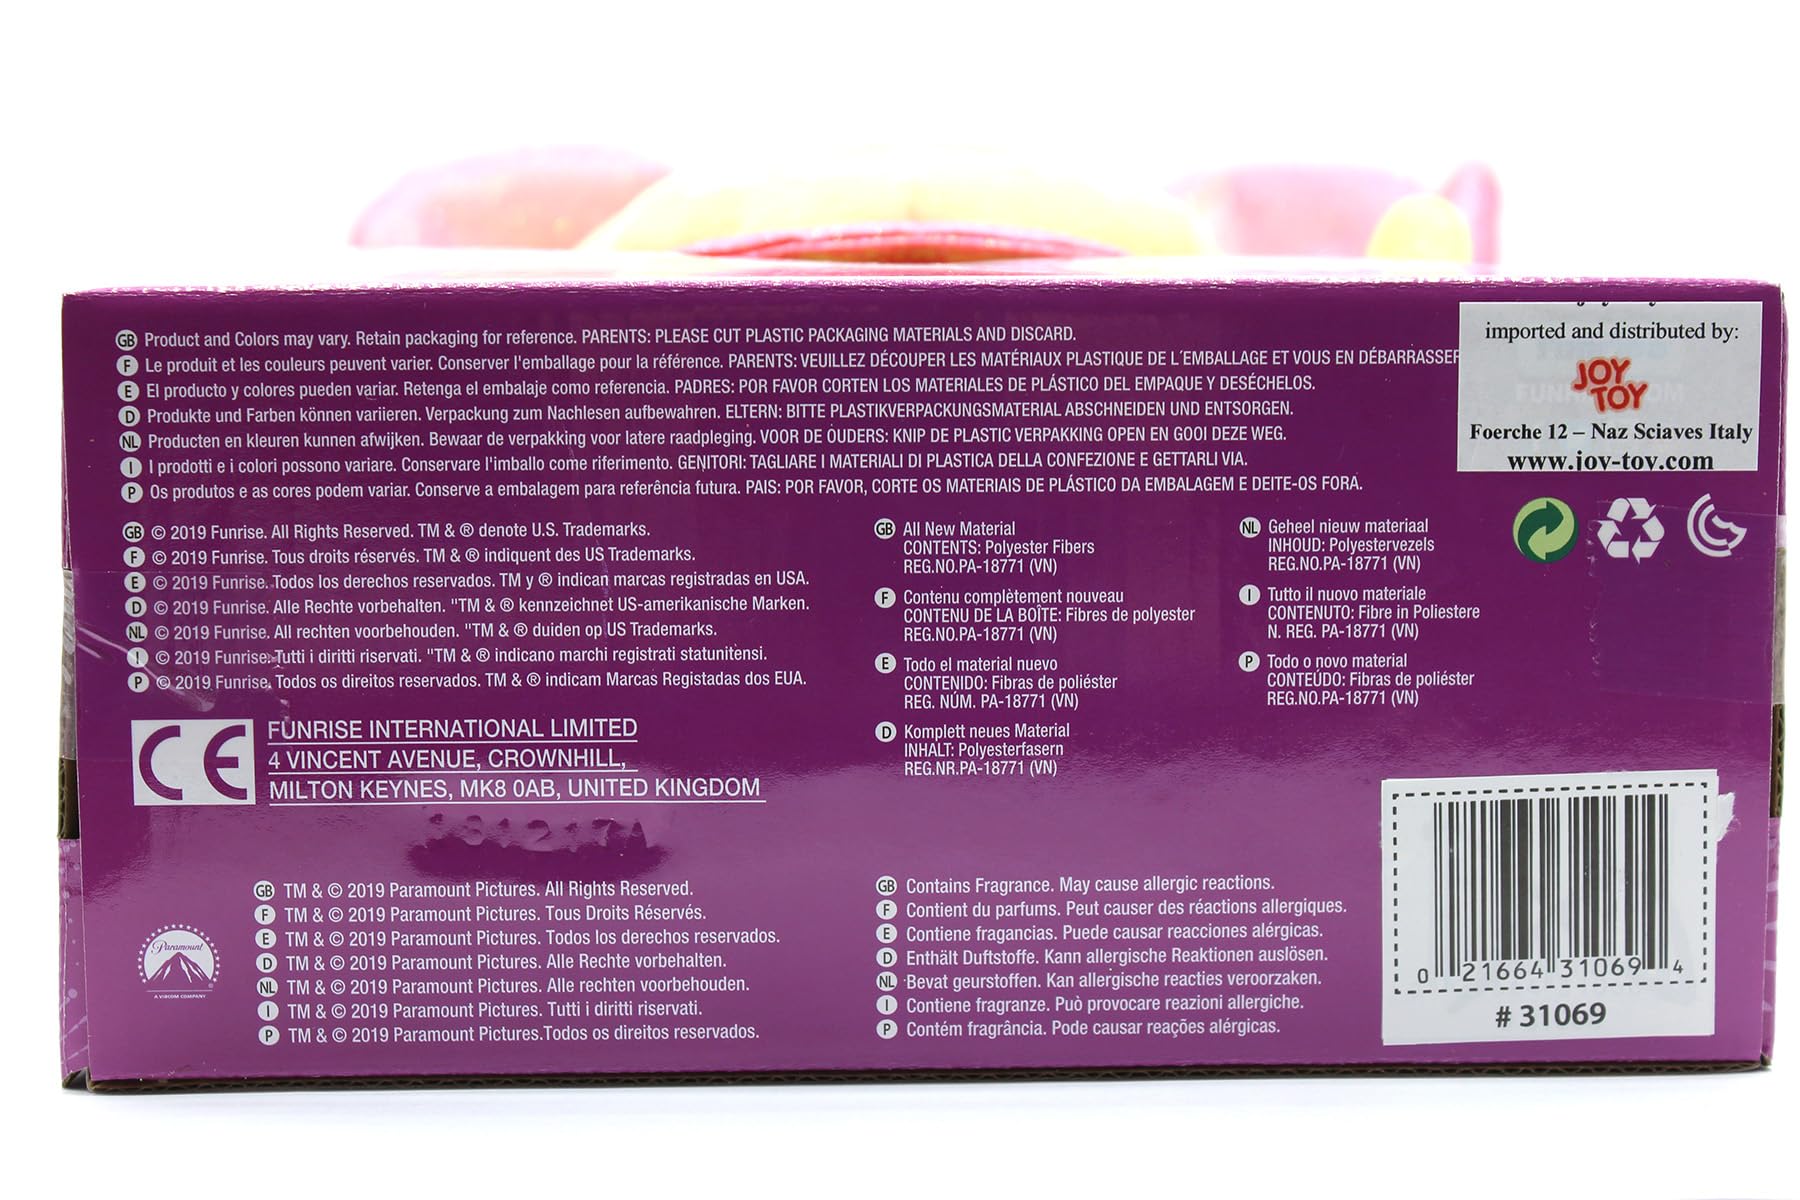 GB Product and Colors may vary. Retain packaging for reference. PARENTS: PLEASE CUT PLASTIC PACKAGING MATERIALS AND DISCARD.
F Le produit et les couleurs peuvent varier. Conserver l'emballage pour la référence. PARENTS: VEUILLEZ DÉCOUPER LES MATÉRIAUX PLASTIQUE DE L´EMBALLAGE ET VOUS EN DÉBARRASSER
E El producto y colores pueden variar. Retenga el embalaje como referencia. PADRES: POR FAVOR CORTEN LOS MATERIALES DE PLÁSTICO DEL EMPAQUE Y DESÉCHELOS.
D Produkte und Farben können variieren. Verpackung zum Nachlesen aufbewahren. ELTERN: BITTE PLASTIKVERPACKUNGSMATERIAL ABSCHNEIDEN UND ENTSORGEN.
NL Producten en kleuren kunnen afwijken. Bewaar de verpakking voor latere raadpleging. VOOR DE OUDERS: KNIP DE PLASTIC VERPAKKING OPEN EN GOOI DEZE WEG.
I I prodotti e i colori possono variare. Conservare l'imballo come riferimento. GENITORI: TAGLIARE I MATERIALI DI PLASTICA DELLA CONFEZIONE E GETTARLI VIA.
P Os produtos e as cores podem variar. Conserve a embalagem para referência futura. PAIS: POR FAVOR, CORTE OS MATERIAIS DE PLÁSTICO DA EMBALAGEM E DEITE-OS FORA.
imported and distributed by:
JOY
TOY
Foerche 12 – Naz Sciaves Italy
www.joy-toy.com
GB © 2019 Funrise. All Rights Reserved. TM & ® denote U.S. Trademarks.
F © 2019 Funrise. Tous droits réservés. TM & ® indiquent des US Trademarks.
E © 2019 Funrise. Todos los derechos reservados. TM y ® indican marcas registradas en USA.
D © 2019 Funrise. Alle Rechte vorbehalten. "TM & ® kennzeichnet US-amerikanische Marken.
NL © 2019 Funrise. All rechten voorbehouden. "TM & ® duiden op US Trademarks.
I © 2019 Funrise. Tutti i diritti riservati. "TM & ® indicano marchi registrati statunitensi.
P © 2019 Funrise. Todos os direitos reservados. TM & ® indicam Marcas Registadas dos EUA.
GB All New Material
CONTENTS: Polyester Fibers
REG.NO.PA-18771 (VN)
F Contenu complètement nouveau
CONTENU DE LA BOÎTE: Fibres de polyester
REG.NO.PA-18771 (VN)
E Todo el material nuevo
CONTENIDO: Fibras de poliéster
REG. NÚM. PA-18771 (VN)
D Komplett neues Material
INHALT: Polyesterfasern
REG.NR.PA-18771 (VN)
NL Geheel nieuw materiaal
INHOUD: Polyestervezels
REG.NO.PA-18771 (VN)
I Tutto il nuovo materiale
CONTENUTO: Fibre in Poliestere
N. REG. PA-18771 (VN)
P Todo o novo material
CONTEÚDO: Fibras de poliéster
REG.NO.PA-18771 (VN)
CE
FUNRISE INTERNATIONAL LIMITED
4 VINCENT AVENUE, CROWNHILL,
MILTON KEYNES, MK8 0AB, UNITED KINGDOM
Paramount
A VIACOM COMPANY
GB TM & © 2019 Paramount Pictures. All Rights Reserved.
F TM & © 2019 Paramount Pictures. Tous Droits Réservés.
E TM & © 2019 Paramount Pictures. Todos los derechos reservados.
D TM & © 2019 Paramount Pictures. Alle Rechte vorbehalten.
NL TM & © 2019 Paramount Pictures. Alle rechten voorbehouden.
I TM & © 2019 Paramount Pictures. Tutti i diritti riservati.
P TM & © 2019 Paramount Pictures.Todos os direitos reservados.
GB Contains Fragrance. May cause allergic reactions.
F Contient du parfums. Peut causer des réactions allergiques.
E Contiene fragancias. Puede causar reacciones alérgicas.
D Enthält Duftstoffe. Kann allergische Reaktionen auslösen.
NL Bevat geurstoffen. Kan allergische reacties veroorzaken.
I Contiene fragranze. Può provocare reazioni allergiche.
P Contém fragrância. Pode causar reações alérgicas.
0 21664 31069 4
# 31069